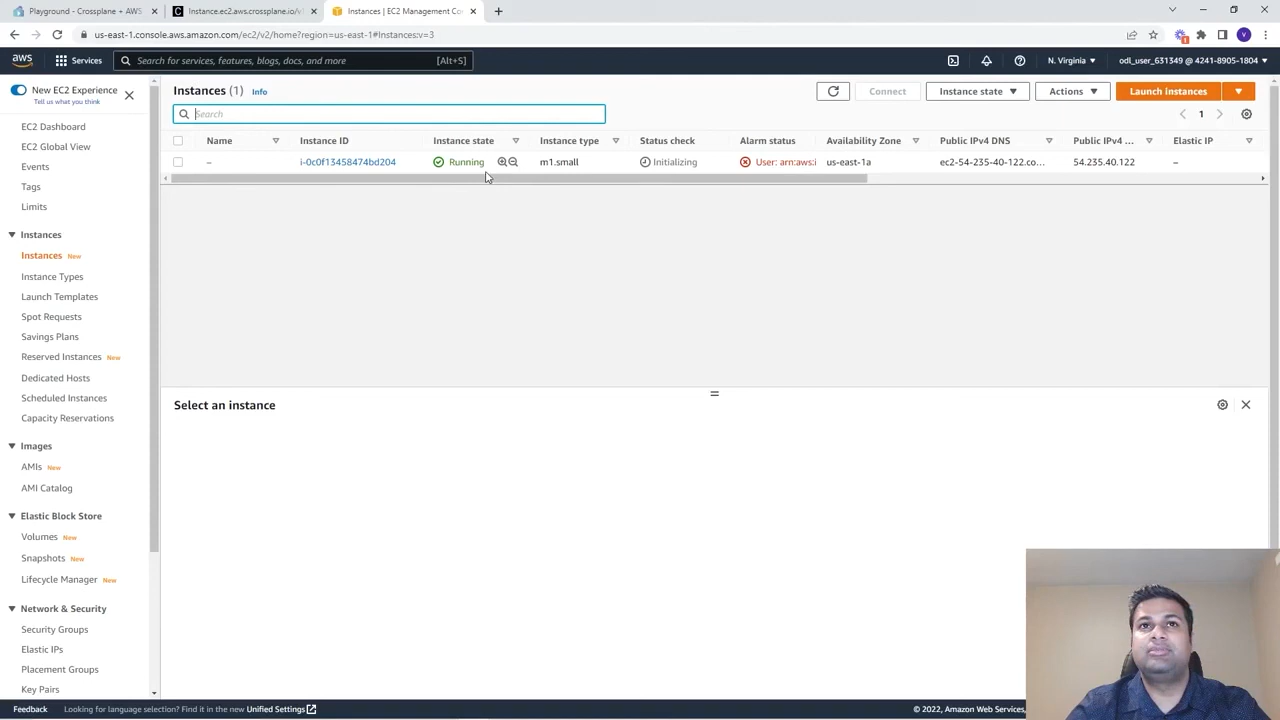 Playground - Crossplane + AWS
Instance.ec2.aws.crossplane.io/v
Instances | EC2 Management Co
us-east-1.console.aws.amazon.com/ec2/v2/home?region=us-east-1#Instances:v=3
V
aws
Services
Search for services, features, blogs, docs, and more
[Alt+S]
N. Virginia
odl_user_631349 @ 4241-8905-1804
New EC2 Experience
Tell us what you think
EC2 Dashboard
EC2 Global View
Events
Tags
Limits
Instances
Instances New
Instance Types
Launch Templates
Spot Requests
Savings Plans
Reserved Instances New
Dedicated Hosts
Scheduled Instances
Capacity Reservations
Images
AMIs New
AMI Catalog
Elastic Block Store
Volumes New
Snapshots New
Lifecycle Manager New
Network & Security
Security Groups
Elastic IPs
Placement Groups
Key Pairs
Instances (1) Info
Connect
Instance state
Actions
Launch instances
Search
1
Name Instance ID Instance state Instance type Status check Alarm status Availability Zone Public IPv4 DNS Public IPv4 ... Elastic IP
– i-0c0f13458474bd204 Running m1.small Initializing User: arn:aws:i us-east-1a ec2-54-235-40-122.co... 54.235.40.122 –
Select an instance
Feedback
Looking for language selection? Find it in the new Unified Settings
© 2022, Amazon Web Services,